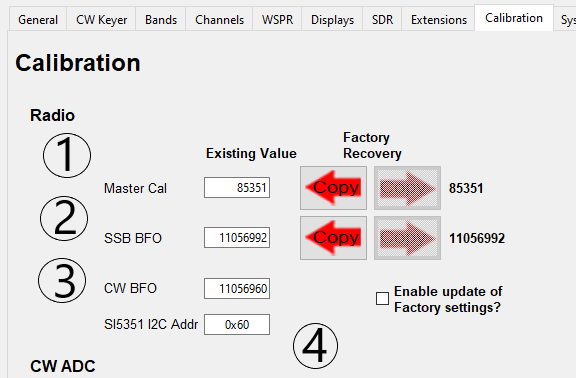 General CW Keyer Bands Channels WSPR Displays SDR Extensions Calibration Sys
Calibration
Radio
Existing Value
Factory
Recovery
1
Master Cal 85351 Copy 85351
2
SSB BFO 11056992 Copy 11056992
3
CW BFO 11056960
Enable update of
Factory settings?
SI5351 I2C Addr 0x60
4
CW ADC